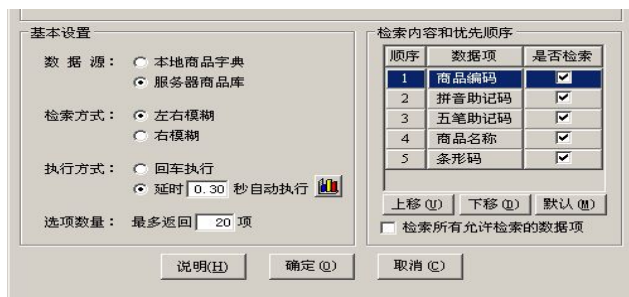 基本设置
数 据 源： 本地商品字典
服务器商品库
检索方式： 左右模糊
右模糊
执行方式： 回车执行
延时 0.30 秒自动执行
选项数量： 最多返回 20 项
检索内容和优先顺序
顺序 数据项 是否检索
1 商品编码
2 拼音助记码
3 五笔助记码
4 商品名称
5 条形码
上移(U) 下移(D) 默认(M)
检索所有允许检索的数据项
说明(H) 确定(O) 取消(C)